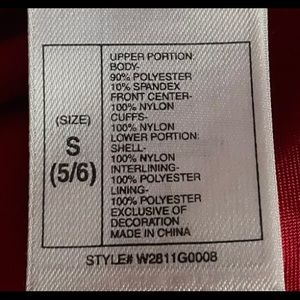 (SIZE)
S
(5/6)
UPPER PORTION:
BODY-
90% POLYESTER
10% SPANDEX
FRONT CENTER-
100% NYLON
CUFFS-
100% NYLON
LOWER PORTION:
SHELL-
100% NYLON
INTERLINING-
100% POLYESTER
LINING-
100% POLYESTER
EXCLUSIVE OF
DECORATION
MADE IN CHINA
STYLE# W2811G0008